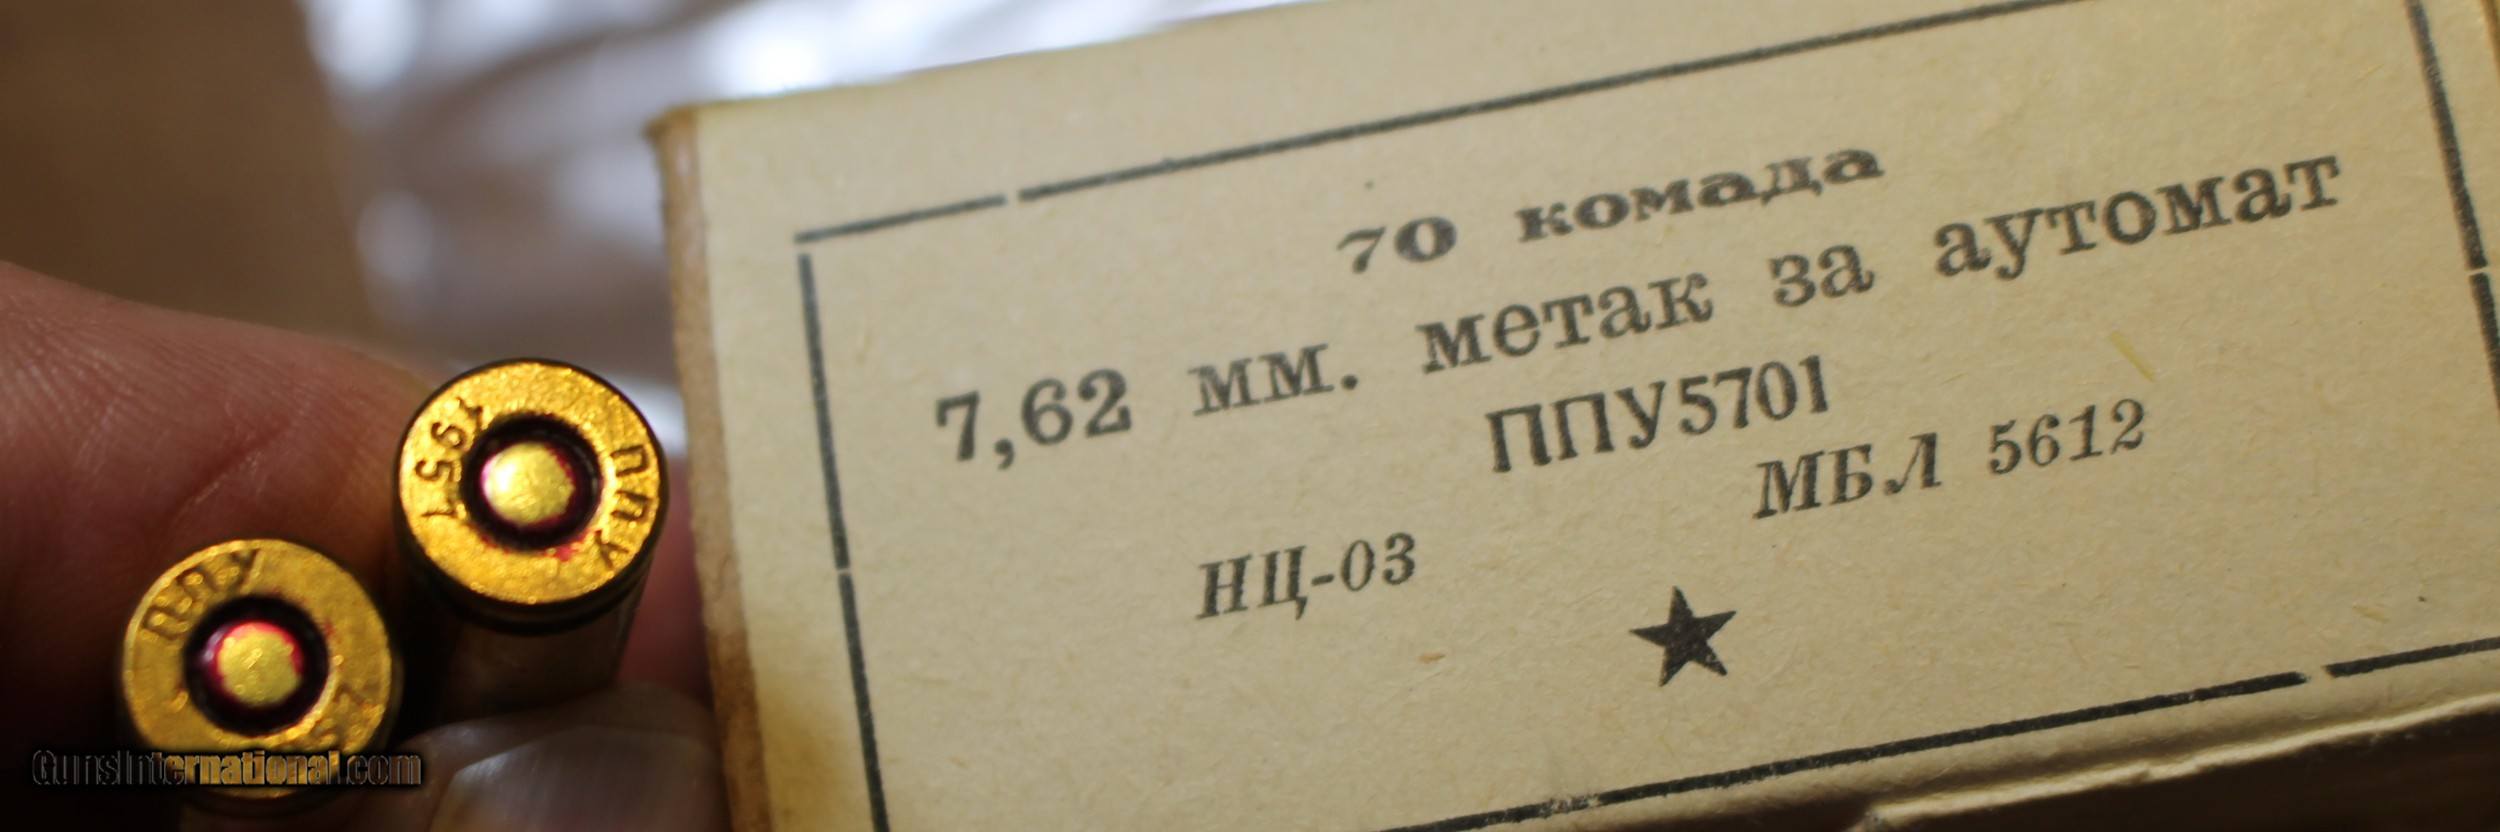 70 комада
7,62 мм. метак за аутомат
ППУ5701
МБЛ 5612
НЦ-03
ППУ
1957
ППУ
GunsInternational.com